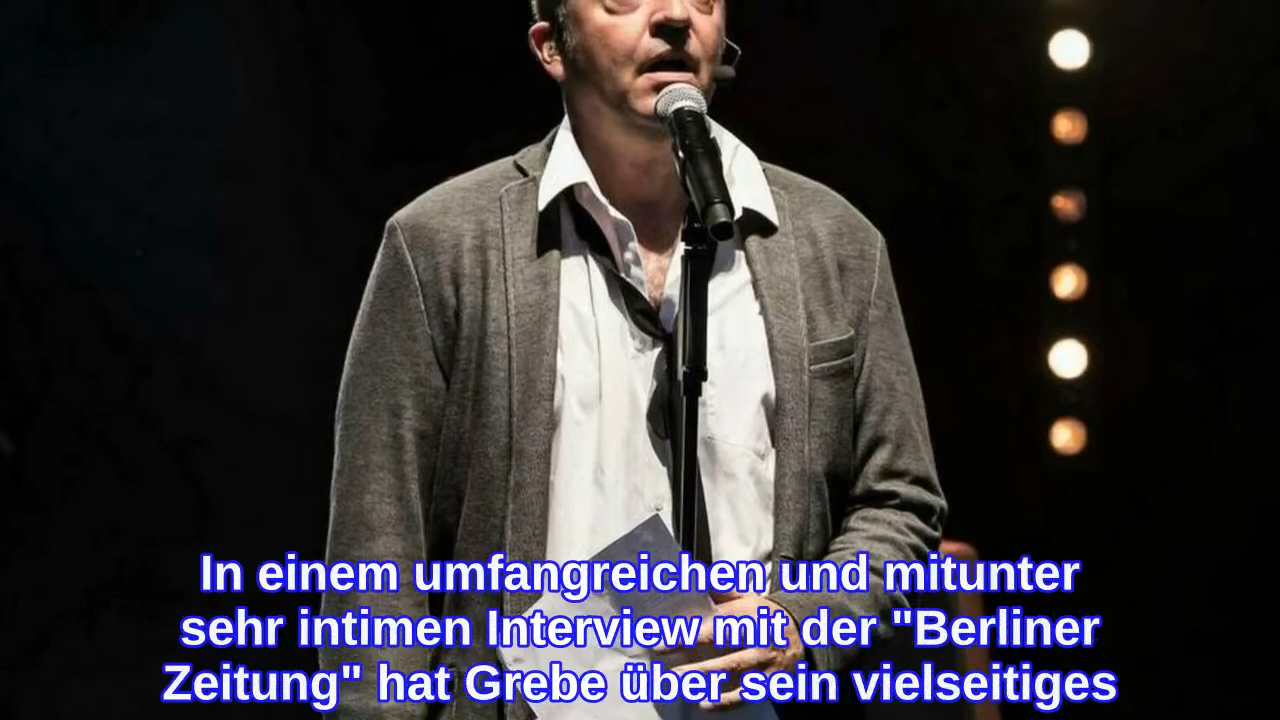 In einem umfangreichen und mitunter
sehr intimen Interview mit der "Berliner
Zeitung" hat Grebe über sein vielseitiges